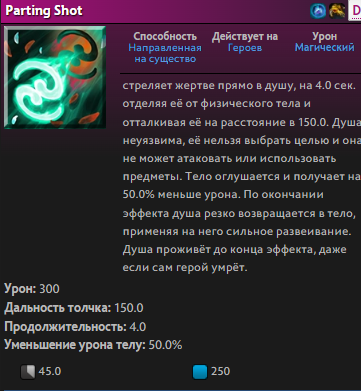 Parting Shot
D
Способность Действует на Урон
Направленная Героев Магический
на существо
стреляет жертве прямо в душу, на 4.0 сек.
отделяя её от физического тела и
отталкивая её на расстояние в 150.0. Душа
неуязвима, её нельзя выбрать целью и она
не может атаковать или использовать
предметы. Тело оглушается и получает на
50.0% меньше урона. По окончании
эффекта душа резко возвращается в тело,
применяя на него сильное развеивание.
Душа проживёт до конца эффекта, даже
если сам герой умрёт.
Урон: 300
Дальность толчка: 150.0
Продолжительность: 4.0
Уменьшение урона телу: 50.0%
45.0 250